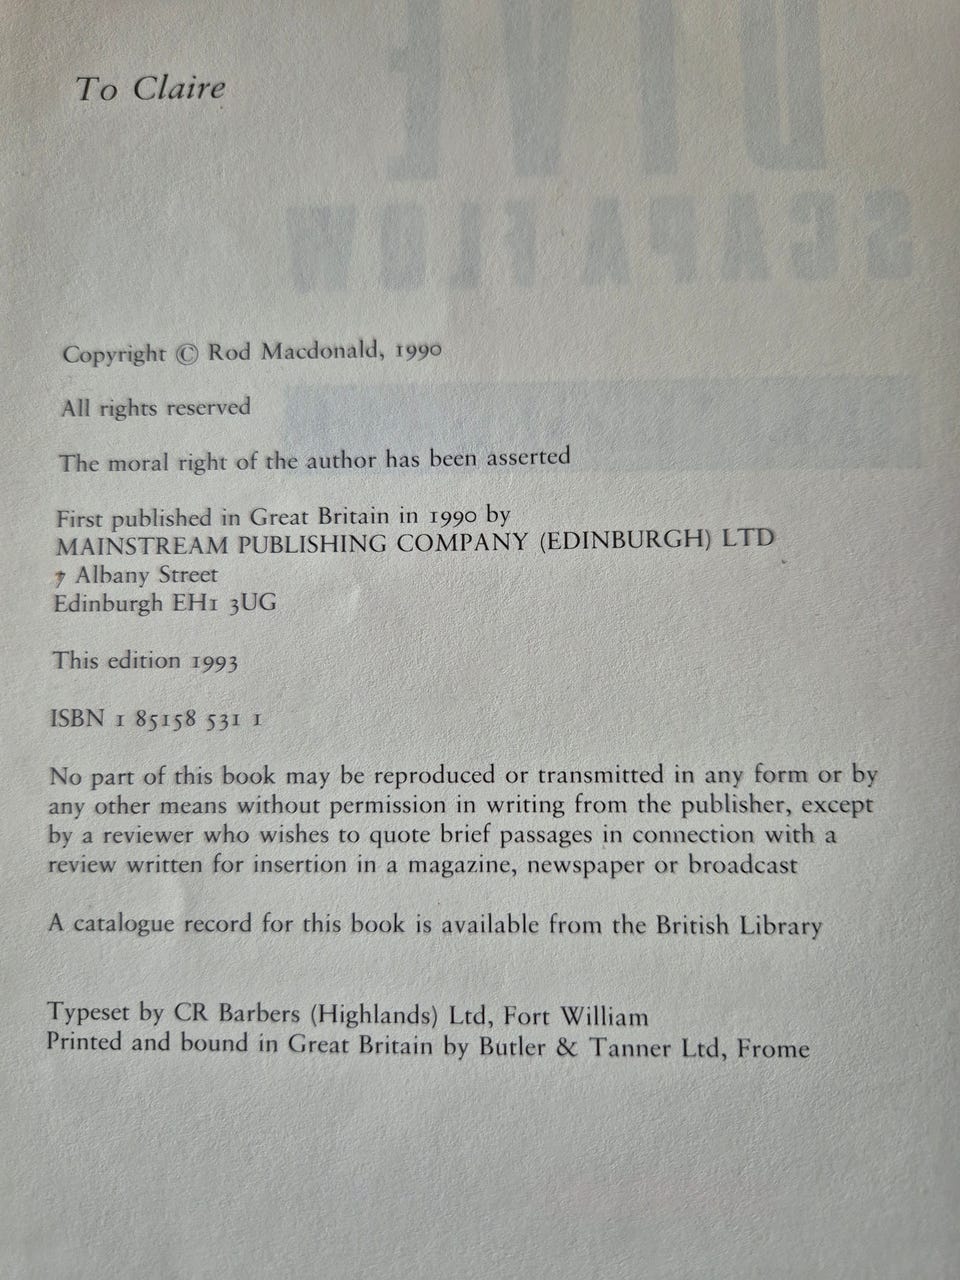 To Claire
DIVE
SCAPA FLOW
Copyright © Rod Macdonald, 1990
All rights reserved
The moral right of the author has been asserted
First published in Great Britain in 1990 by
MAINSTREAM PUBLISHING COMPANY (EDINBURGH) LTD
7 Albany Street
Edinburgh EH1 3UG
This edition 1993
ISBN 1 85158 531 1
No part of this book may be reproduced or transmitted in any form or by
any other means without permission in writing from the publisher, except
by a reviewer who wishes to quote brief passages in connection with a
review written for insertion in a magazine, newspaper or broadcast
A catalogue record for this book is available from the British Library
Typeset by CR Barbers (Highlands) Ltd, Fort William
Printed and bound in Great Britain by Butler & Tanner Ltd, Frome